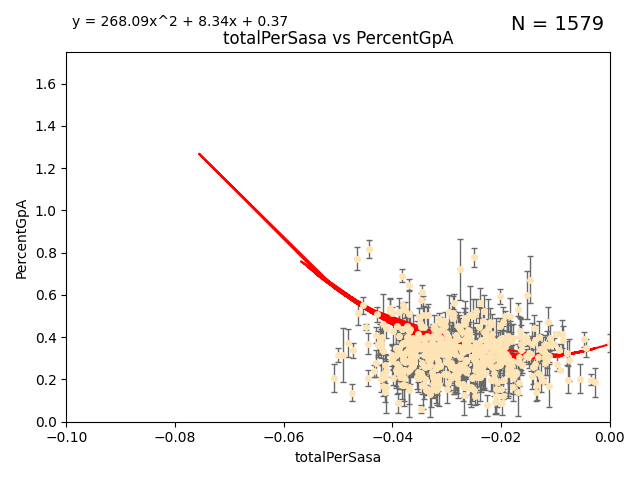 y = 268.09x^2 + 8.34x + 0.37
N = 1579
totalPerSasa vs PercentGpA
1.6
1.4
1.2
1.0
0.8
0.6
0.4
0.2
0.0
PercentGpA
−0.10 −0.08 −0.06 −0.04 −0.02 0.00
totalPerSasa